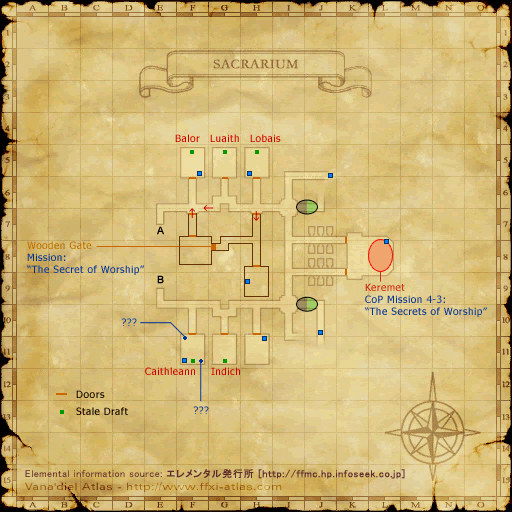 A B C D E F G H I J K L M N O
SACRARIUM
Balor Luaith Lobais
A
Wooden Gate
Mission:
"The Secret of Worship"
B
Keremet
CoP Mission 4-3:
"The Secrets of Worship"
???
Caithleann Indich
???
Doors
Stale Draft
Elemental information source: エレメンタル発行所 [http://ffmc.hp.infoseek.co.jp]
Vana'diel Atlas - http://www.ffxi-atlas.com